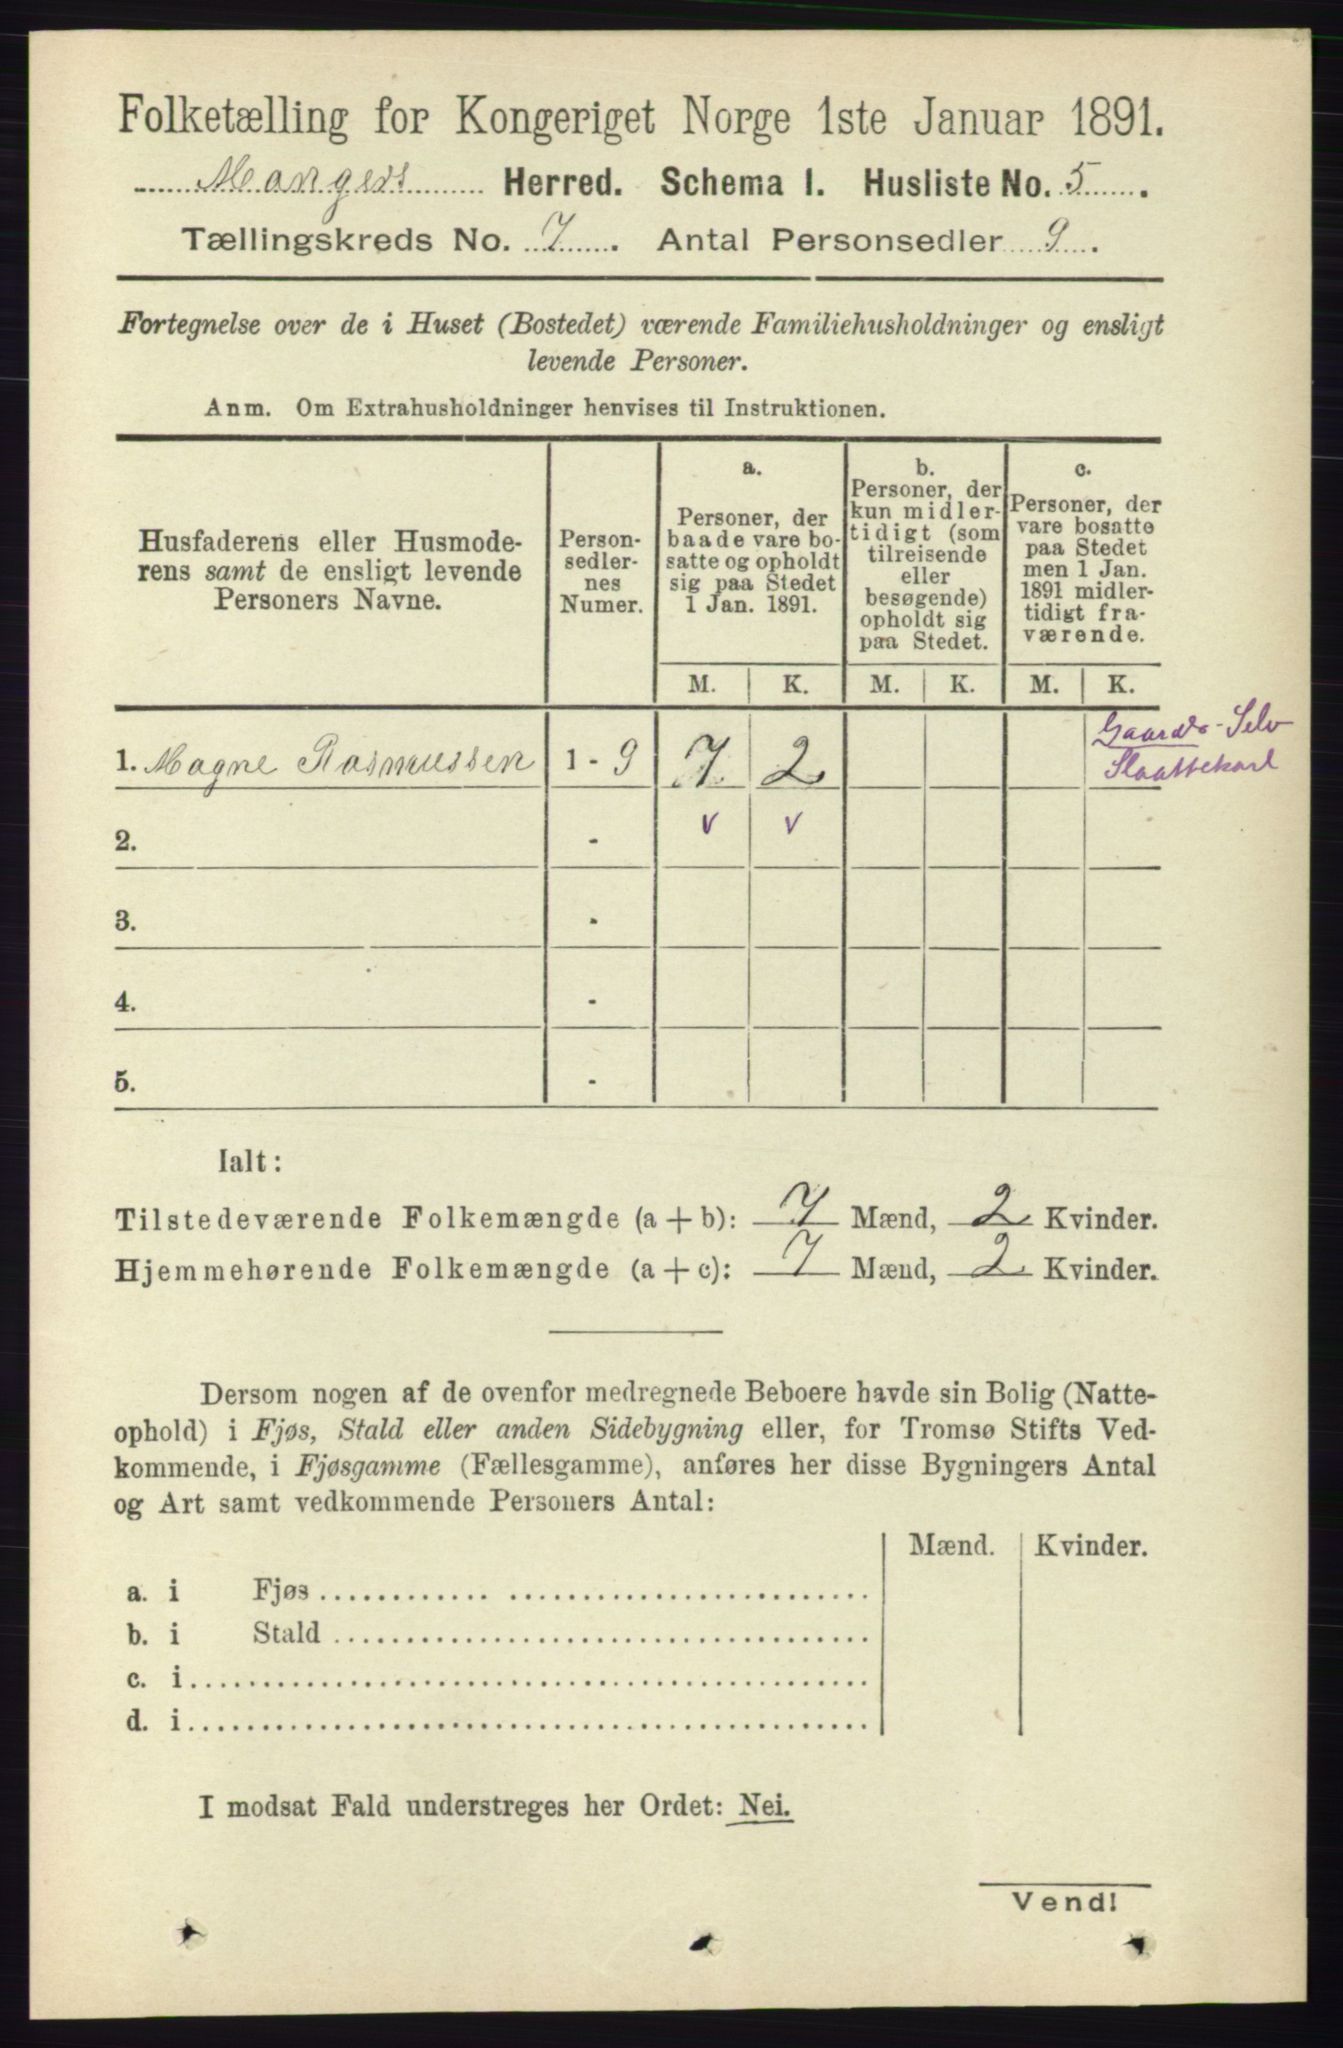 Folketælling for Kongeriget Norge 1ste Januar 1891.
Mangers Herred. Schema I. Husliste No. 5.
Tællingskreds No. 7. Antal Personsedler 9.
Fortegnelse over de i Huset (Bostedet) værende Familiehusholdninger og ensligt
levende Personer.
Anm. Om Extrahusholdninger henvises til Instruktionen.
Husfaderens eller Husmode-
rens samt de ensligt levende
Personers Navne.
Person-
sedler-
nes
Numer.
a.
Personer, der
baade vare bo-
satte og opholdt
sig paa Stedet
1 Jan. 1891.
b.
Personer, der
kun midler-
tidigt (som
tilreisende
eller
besøgende)
opholdt sig
paa Stedet.
c.
Personer, der
vare bosatte
paa Stedet
men 1 Jan.
1891 midler-
tidigt fra-
værende.
M. K. M. K. M. K.
Gaardb.-Selv
1. Magne Rasmussen 1 - 9 7 2
Slaattekarl
2. - v v
3. -
4. -
5. -
Ialt:
Tilstedeværende Folkemængde (a + b): 7 Mænd, 2 Kvinder.
Hjemmehørende Folkemængde (a + c): 7 Mænd, 2 Kvinder.
Dersom nogen af de ovenfor medregnede Beboere havde sin Bolig (Natte-
ophold) i Fjøs, Stald eller anden Sidebygning eller, for Tromsø Stifts Ved-
kommende, i Fjøsgamme (Fællesgamme), anføres her disse Bygningers Antal
og Art samt vedkommende Personers Antal:
Mænd. Kvinder.
a. i Fjøs
b. i Stald
c. i
d. i
I modsat Fald understreges her Ordet: Nei.
Vend!